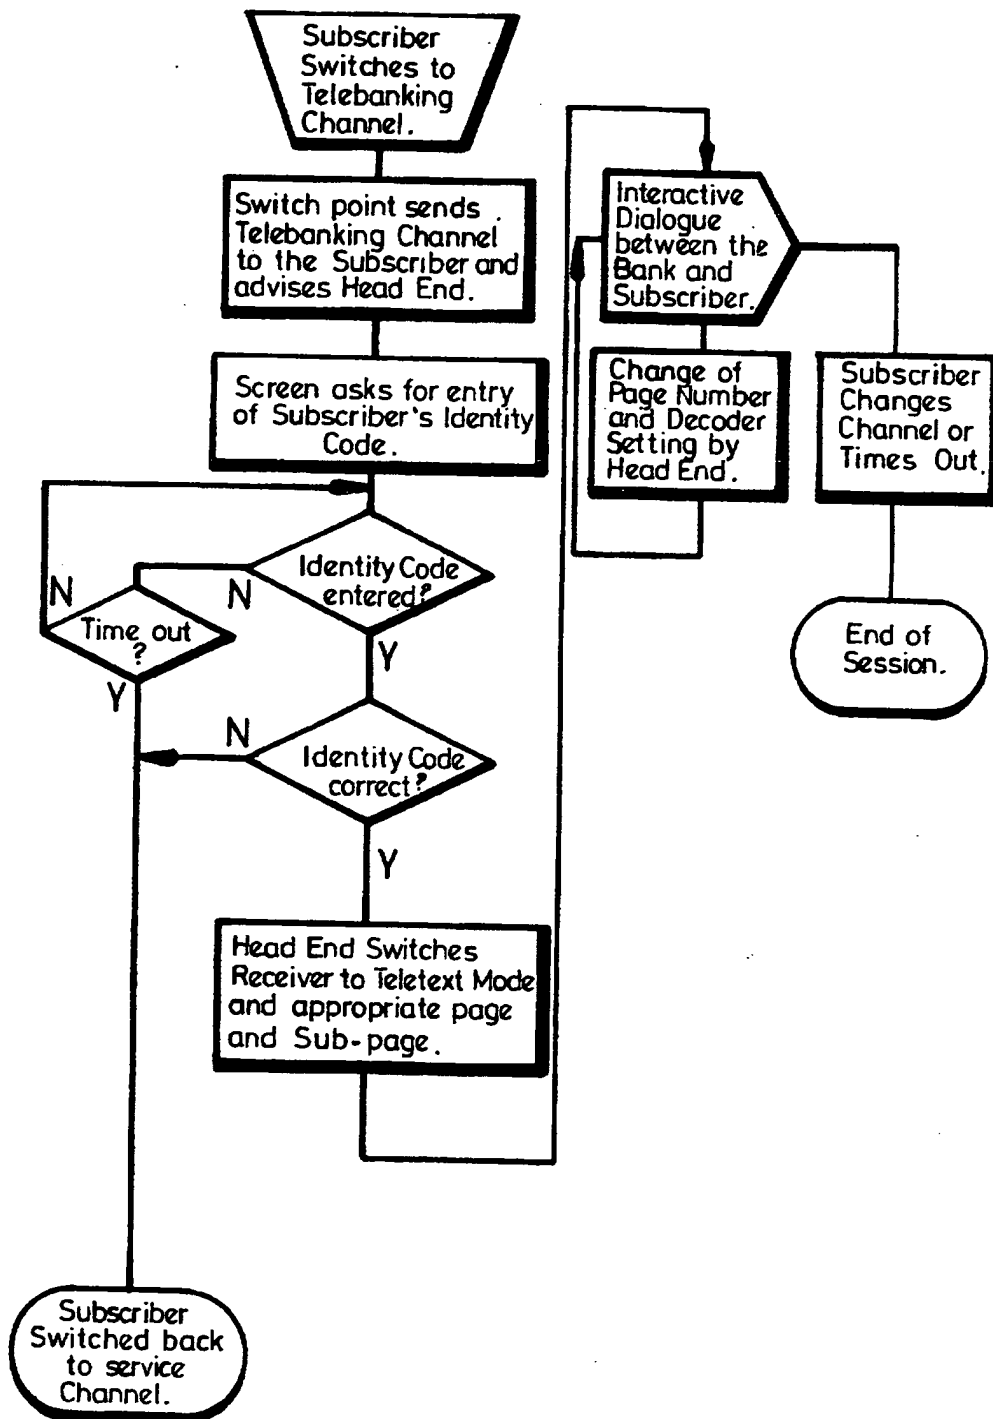 Subscriber
Switches to
Telebanking
Channel.
Switch point sends
Telebanking Channel
to the Subscriber and
advises Head End.
Screen asks for entry
of Subscriber's Identity
Code.
Identity Code
entered?
N
Y
N
Time out
?
Y
Identity Code
correct?
N
Y
Head End Switches
Receiver to Teletext Mode
and appropriate page
and Sub-page.
Subscriber
Switched back
to service
Channel.
Interactive
Dialogue
between the
Bank and
Subscriber.
Change of
Page Number
and Decoder
Setting by
Head End.
Subscriber
Changes
Channel or
Times Out.
End of
Session.